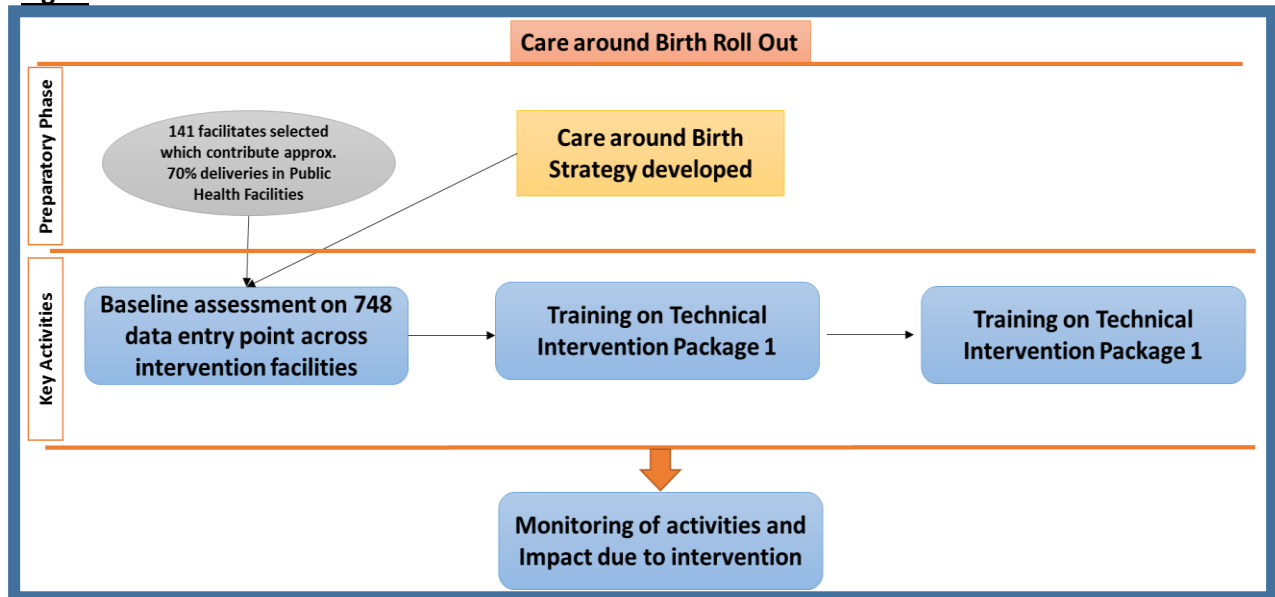 Care around Birth Roll Out
Preparatory Phase
141 facilitates selected
which contribute approx.
70% deliveries in Public
Health Facilities
Care around Birth
Strategy developed
Key Activities
Baseline assessment on 748
data entry point across
intervention facilities
Training on Technical
Intervention Package 1
Training on Technical
Intervention Package 1
Monitoring of activities and
Impact due to intervention